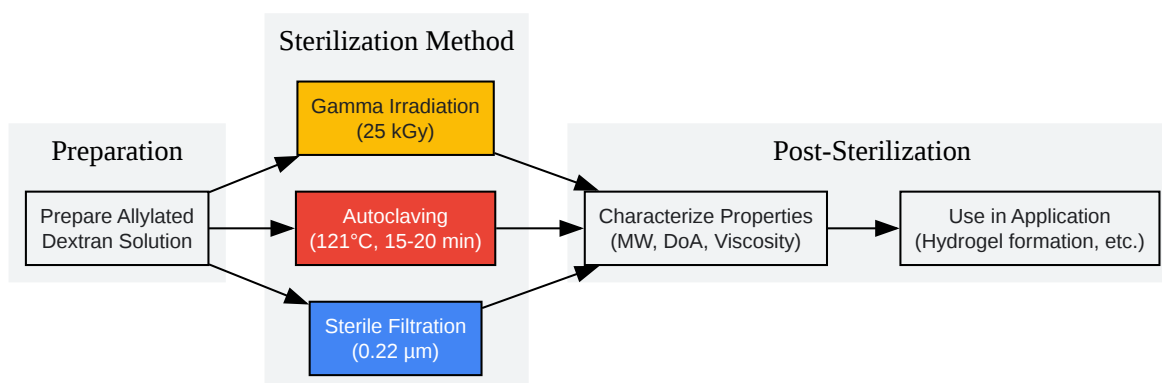 Preparation
Prepare Allylated
Dextran Solution
Sterilization Method
Gamma Irradiation
(25 kGy)
Autoclaving
(121°C, 15-20 min)
Sterile Filtration
(0.22 µm)
Post-Sterilization
Characterize Properties
(MW, DoA, Viscosity)
Use in Application
(Hydrogel formation, etc.)